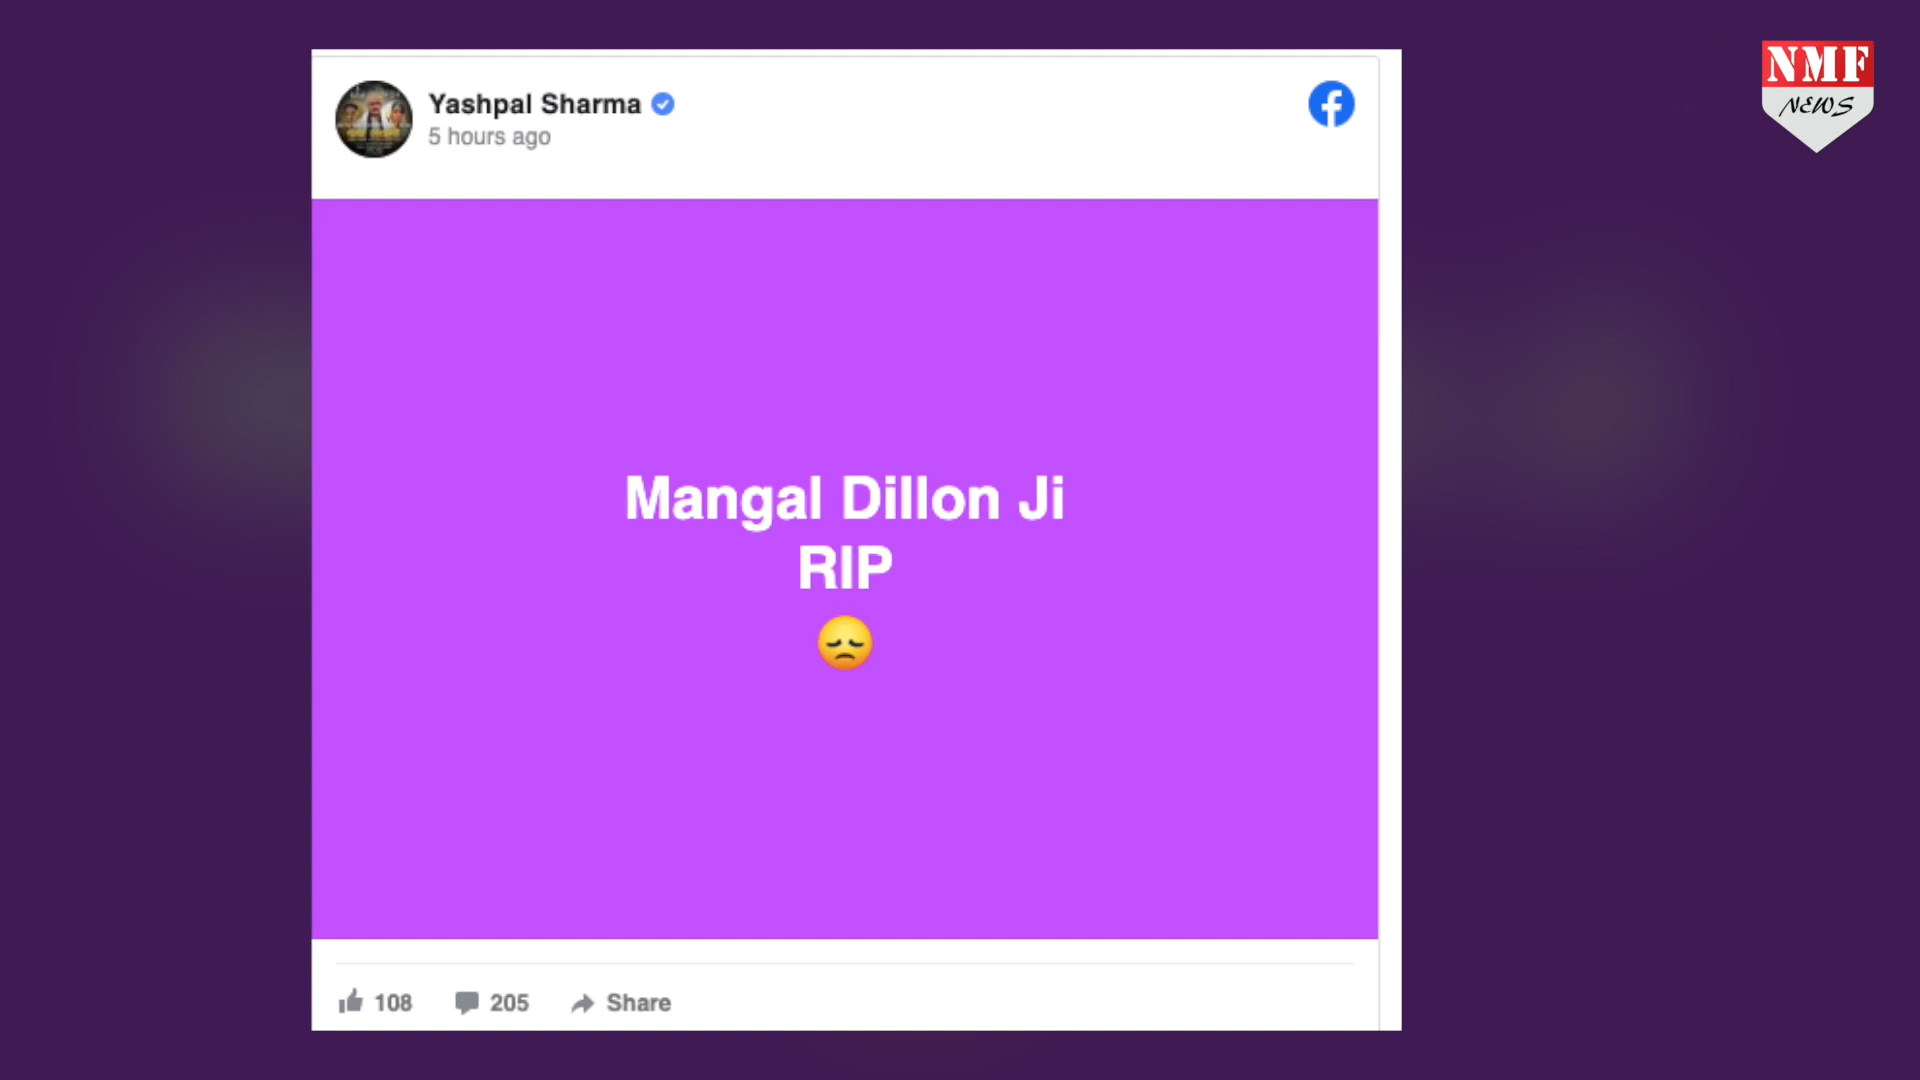 Yashpal Sharma
5 hours ago
NMF
NEWS
Mangal Dillon Ji
RIP
😞
108 205 Share